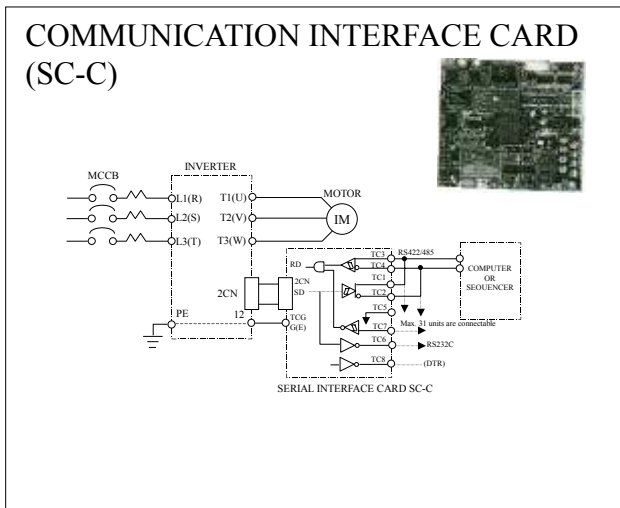 COMMUNICATION INTERFACE CARD
(SC-C)
INVERTER
MCCB
MOTOR
L1(R)
T1(U)
L2(S)
T2(V)
IM
L3(T)
T3(W)
TC3
RS422/485
RD
TC4
COMPUTER
OR
SEOUENCER
TC1
2CN
2CN
SD
TC2
TC5
PE
12
TCG
G(E)
TC7
Max. 31 units are connectable
TC6
RS232C
TC8
(DTR)
SERIAL INTERFACE CARD SC-C